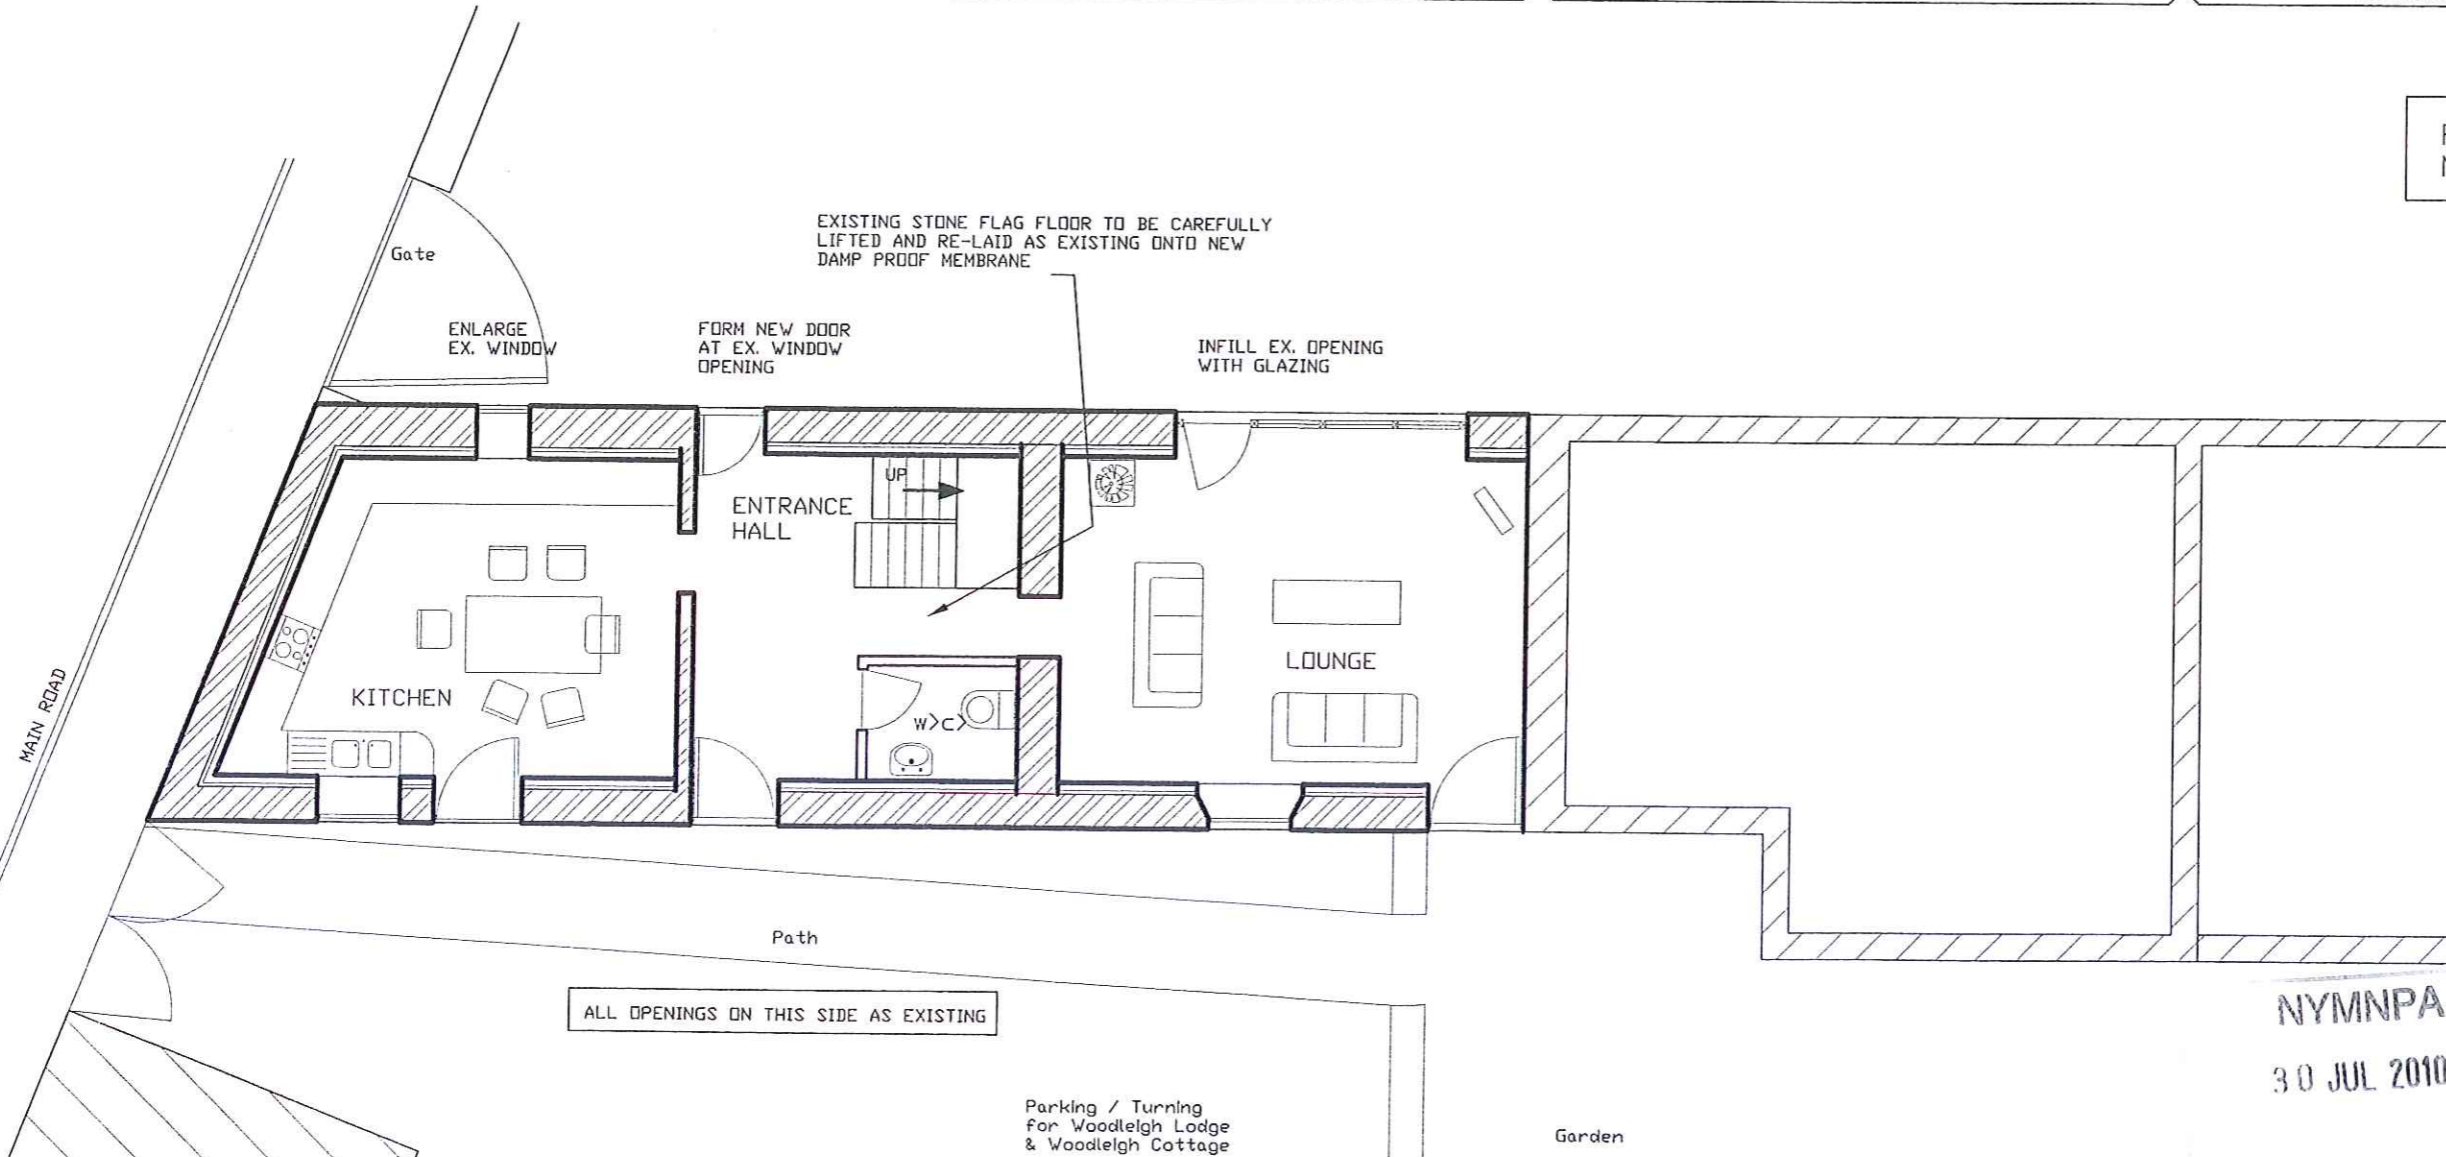 EXISTING STONE FLAG FLOOR TO BE CAREFULLY
LIFTED AND RE-LAID AS EXISTING ONTO NEW
DAMP PROOF MEMBRANE
Gate
ENLARGE
EX. WINDOW
FORM NEW DOOR
AT EX. WINDOW
OPENING
INFILL EX. OPENING
WITH GLAZING
UP
ENTRANCE
HALL
LOUNGE
KITCHEN
W>C>
MAIN ROAD
Path
ALL OPENINGS ON THIS SIDE AS EXISTING
NYMNPA
30 JUL 2010
Parking / Turning
for Woodleigh Lodge
& Woodleigh Cottage
Garden